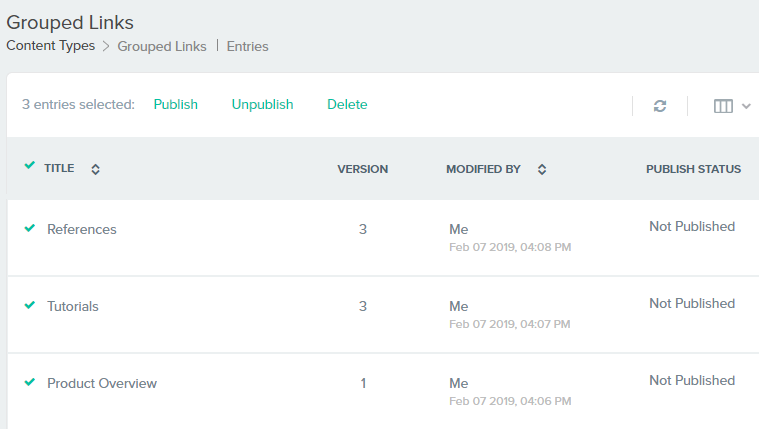 Grouped Links
Content Types > Grouped Links | Entries
3 entries selected: Publish Unpublish Delete
TITLE VERSION MODIFIED BY PUBLISH STATUS
References 3 Me Not Published
Feb 07 2019, 04:08 PM
Tutorials 3 Me Not Published
Feb 07 2019, 04:07 PM
Product Overview 1 Me Not Published
Feb 07 2019, 04:06 PM